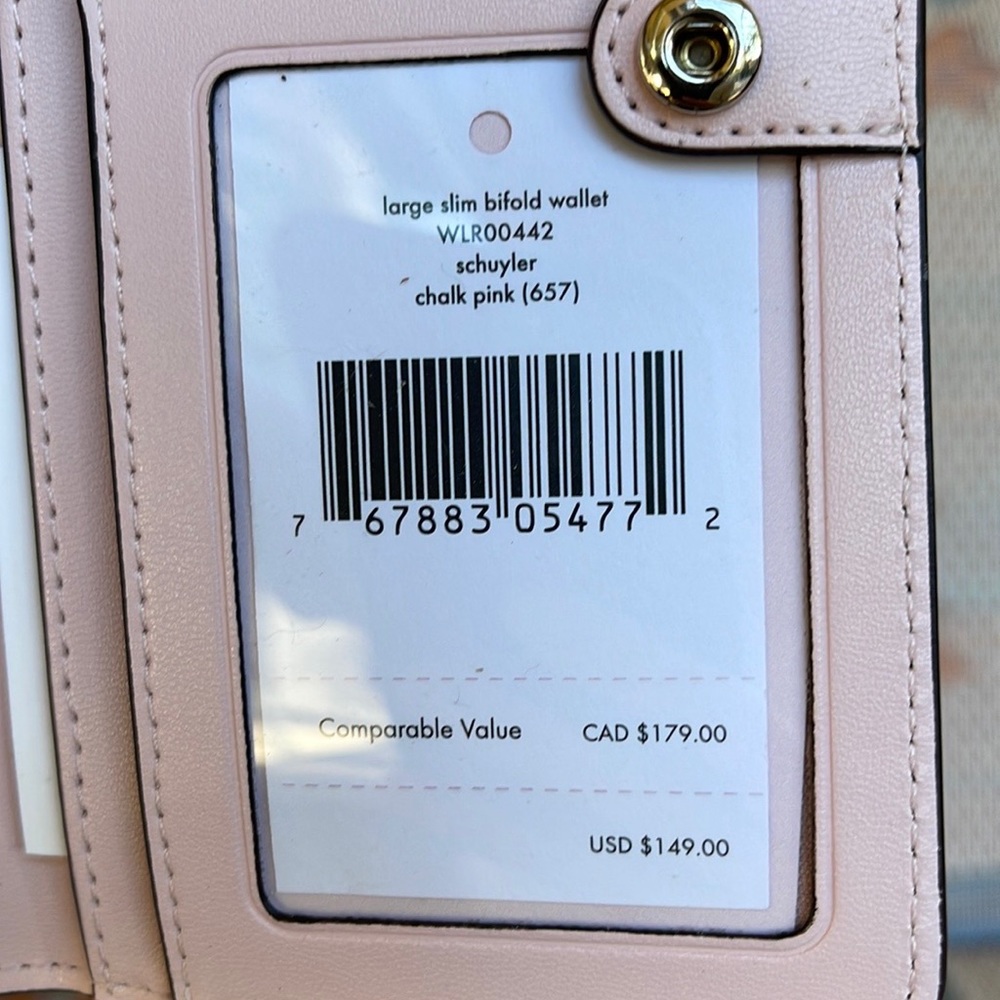 large slim bifold wallet
WLR00442
schuyler
chalk pink (657)
7 67883 05477 2
Comparable Value CAD $179.00
USD $149.00